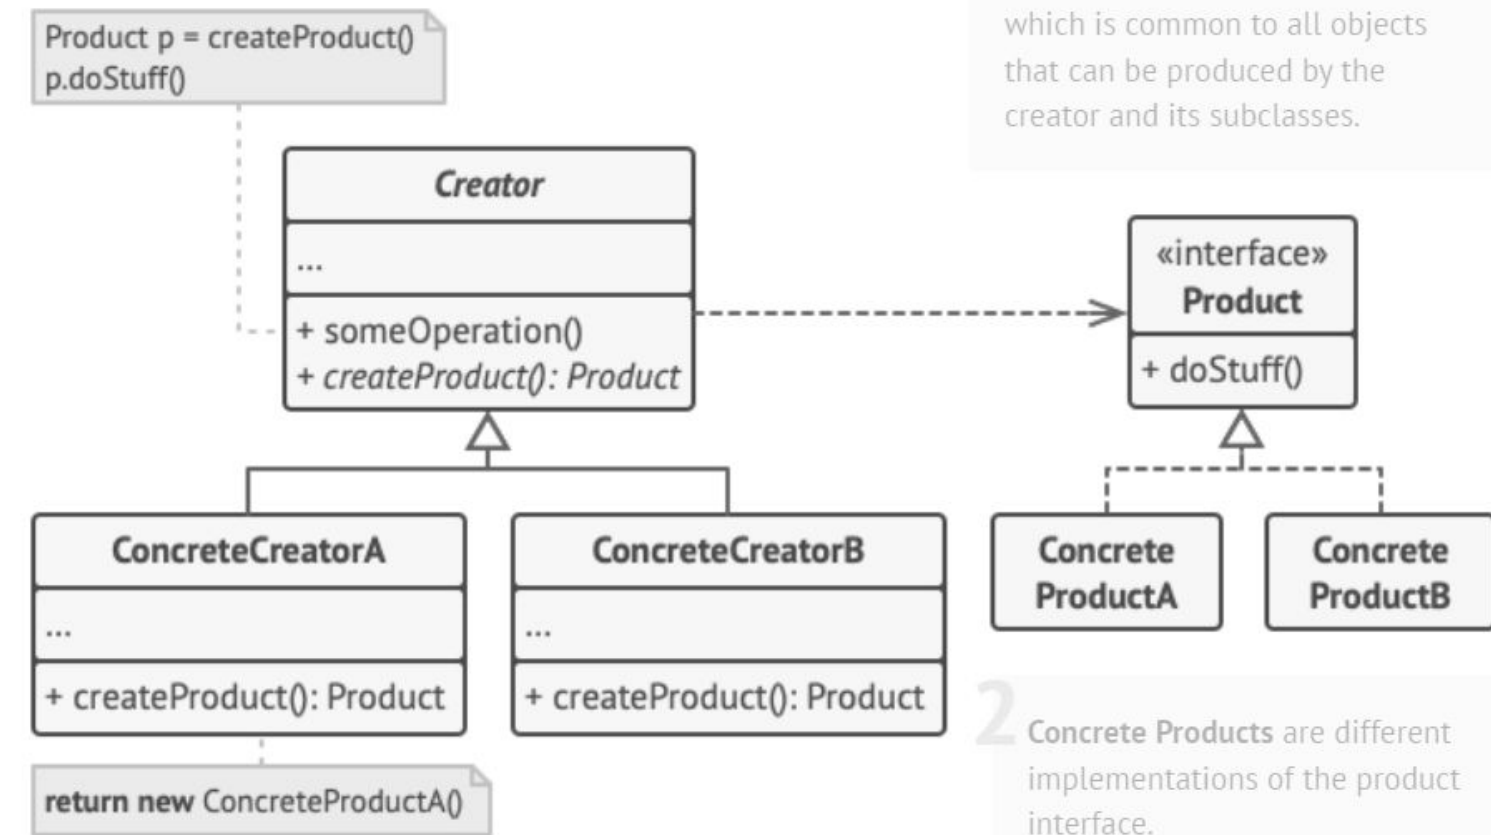 Product p = createProduct()
p.doStuff()
which is common to all objects
that can be produced by the
creator and its subclasses.
Creator
...
+ someOperation()
+ createProduct(): Product
«interface»
Product
+ doStuff()
ConcreteCreatorA
...
+ createProduct(): Product
ConcreteCreatorB
...
+ createProduct(): Product
Concrete
ProductA
Concrete
ProductB
return new ConcreteProductA()
2
Concrete Products are different
implementations of the product
interface.